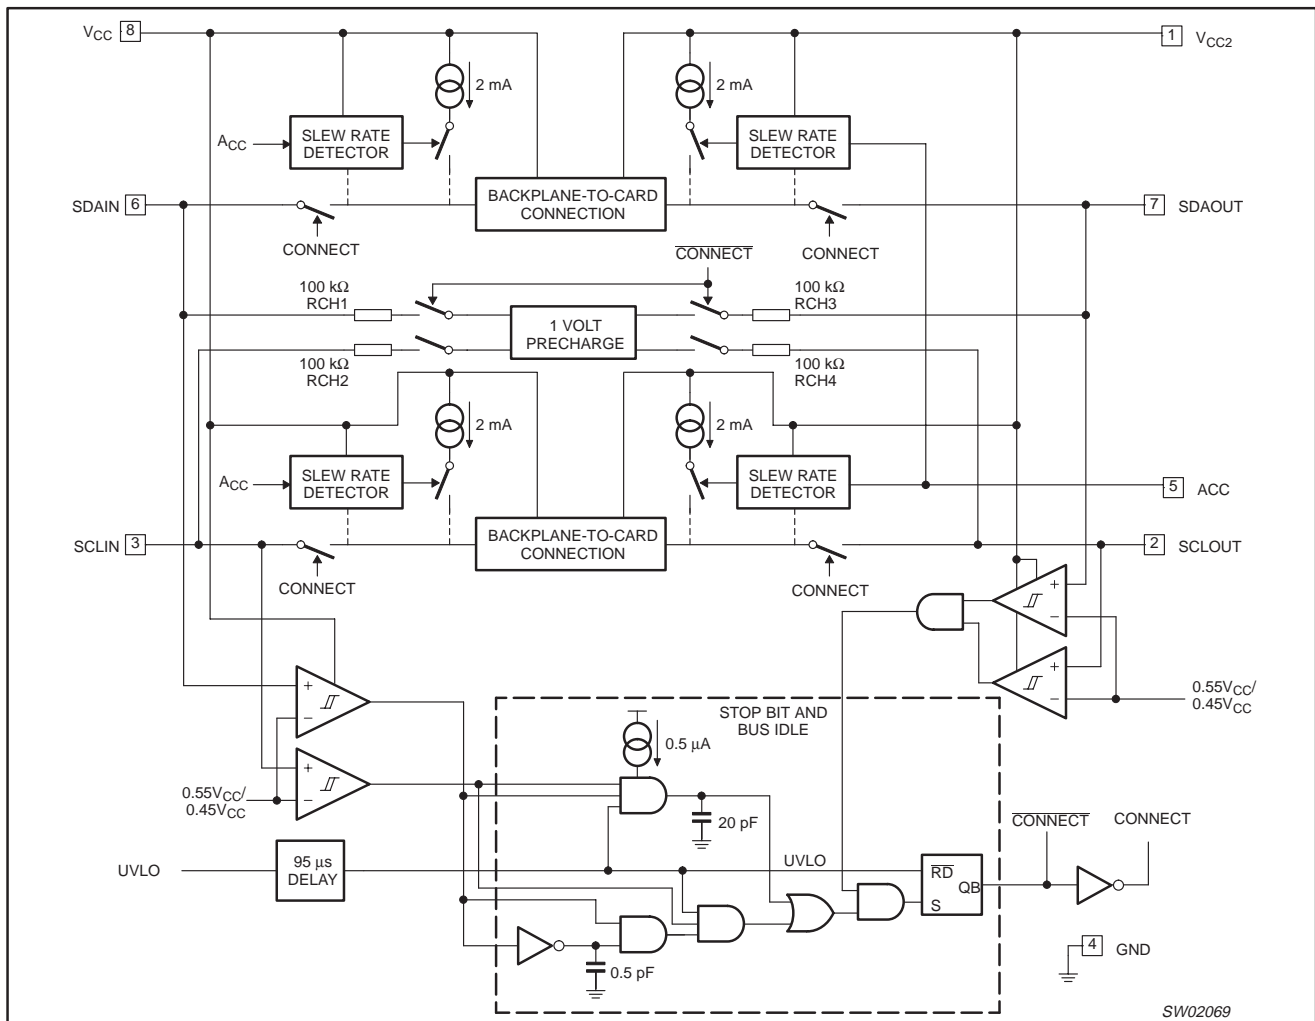 VCC 8
1 VCC2
2 mA
2 mA
ACC
SLEW RATE
DETECTOR
SLEW RATE
DETECTOR
SDAIN 6
BACKPLANE-TO-CARD
CONNECTION
7 SDAOUT
CONNECT
CONNECT
CONNECT
100 kΩ
RCH1
100 kΩ
RCH3
1 VOLT
PRECHARGE
100 kΩ
RCH2
100 kΩ
RCH4
2 mA
2 mA
ACC
SLEW RATE
DETECTOR
SLEW RATE
DETECTOR
5 ACC
SCLIN 3
BACKPLANE-TO-CARD
CONNECTION
2 SCLOUT
CONNECT
CONNECT
+
−
+
−
0.55VCC/
0.45VCC
+
−
+
−
0.55VCC/
0.45VCC
STOP BIT AND
BUS IDLE
0.5 µA
20 pF
CONNECT
CONNECT
UVLO
95 µs
DELAY
UVLO
RD
QB
S
0.5 pF
4 GND
SW02069